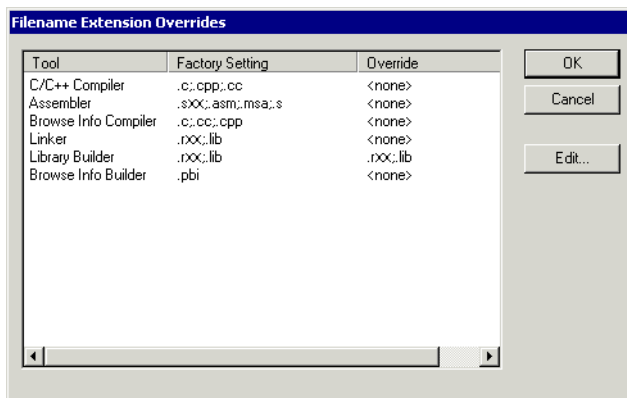 Filename Extension Overrides
Tool Factory Setting Override
C/C++ Compiler .c;.cpp;.cc <none>
Assembler .sxx;.asm;.msa;.s <none>
Browse Info Compiler .c;.cc;.cpp <none>
Linker .rxx;.lib <none>
Library Builder .rxx;.lib .rxx;.lib
Browse Info Builder .pbi <none>
OK
Cancel
Edit...